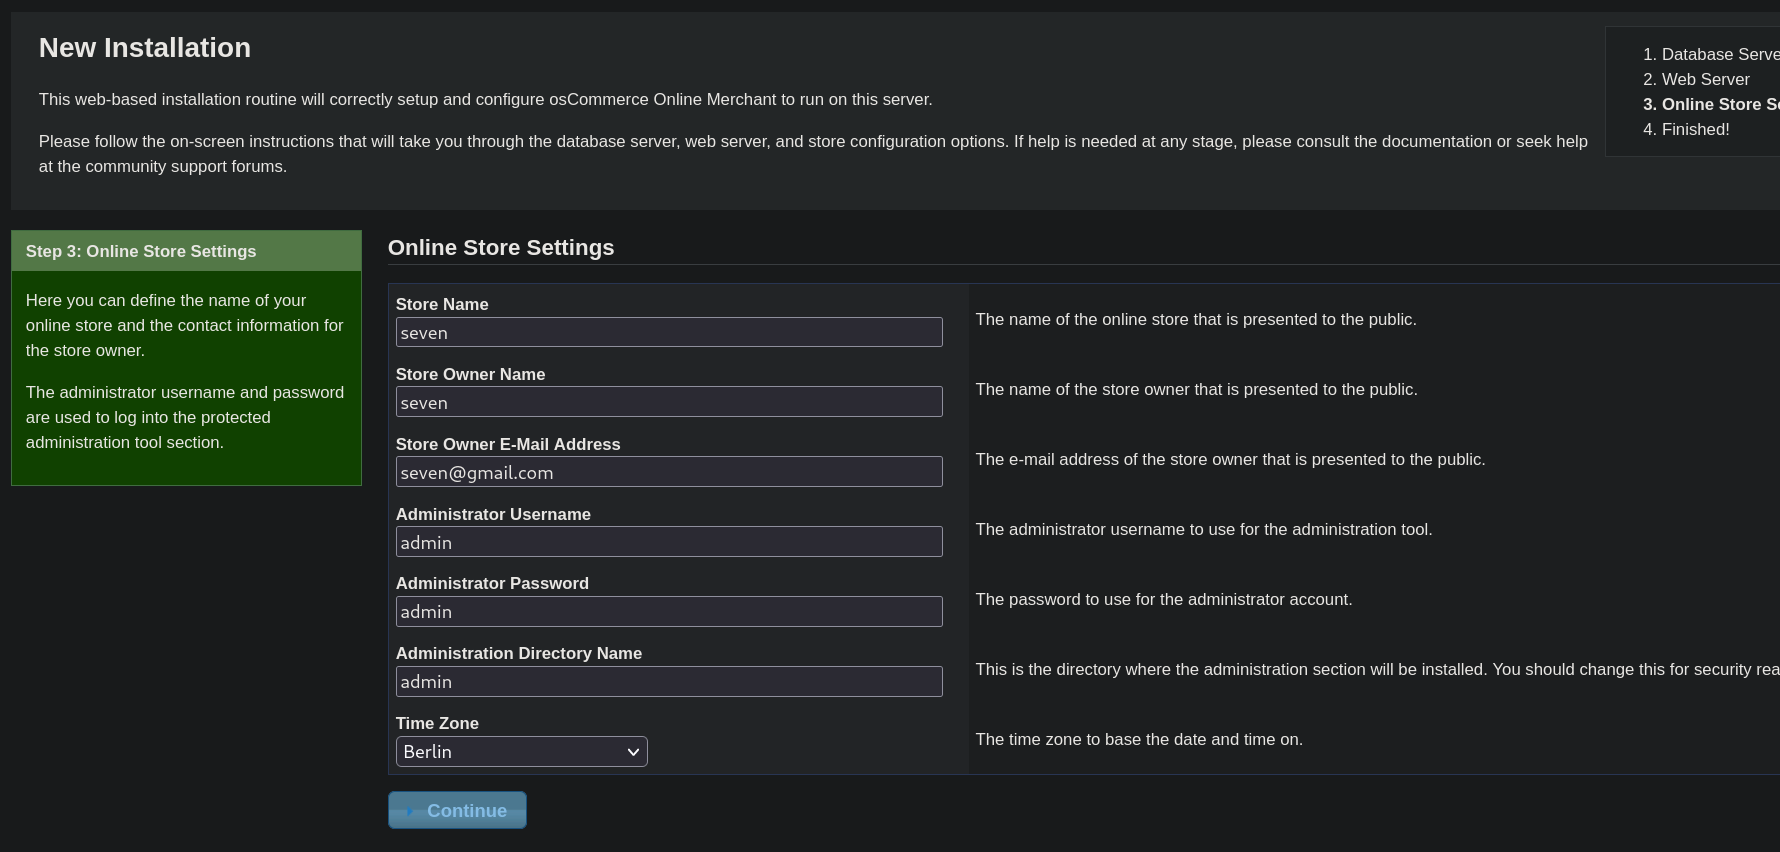 New Installation
This web-based installation routine will correctly setup and configure osCommerce Online Merchant to run on this server.
Please follow the on-screen instructions that will take you through the database server, web server, and store configuration options. If help is needed at any stage, please consult the documentation or seek help
at the community support forums.
1. Database Serve
2. Web Server
3. Online Store S
4. Finished!
Step 3: Online Store Settings
Here you can define the name of your
online store and the contact information for
the store owner.
The administrator username and password
are used to log into the protected
administration tool section.
Online Store Settings
Store Name
seven
The name of the online store that is presented to the public.
Store Owner Name
seven
The name of the store owner that is presented to the public.
Store Owner E-Mail Address
seven@gmail.com
The e-mail address of the store owner that is presented to the public.
Administrator Username
admin
The administrator username to use for the administration tool.
Administrator Password
admin
The password to use for the administrator account.
Administration Directory Name
admin
This is the directory where the administration section will be installed. You should change this for security rea
Time Zone
Berlin
The time zone to base the date and time on.
Continue